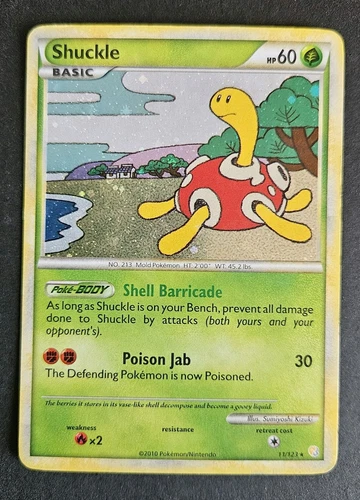 Shuckle HP 60
BASIC
NO. 213 Mold Pokémon HT: 2'00" WT: 45.2 lbs.
Poké-BODY Shell Barricade
As long as Shuckle is on your Bench, prevent all damage
done to Shuckle by attacks (both yours and your
opponent's).
Poison Jab 30
The Defending Pokémon is now Poisoned.
The berries it stores in its vase-like shell decompose and become a gooey liquid.
Illus. Sumiyoshi Kizuki
weakness resistance retreat cost
×2
©2010 Pokémon/Nintendo 11/123 ★